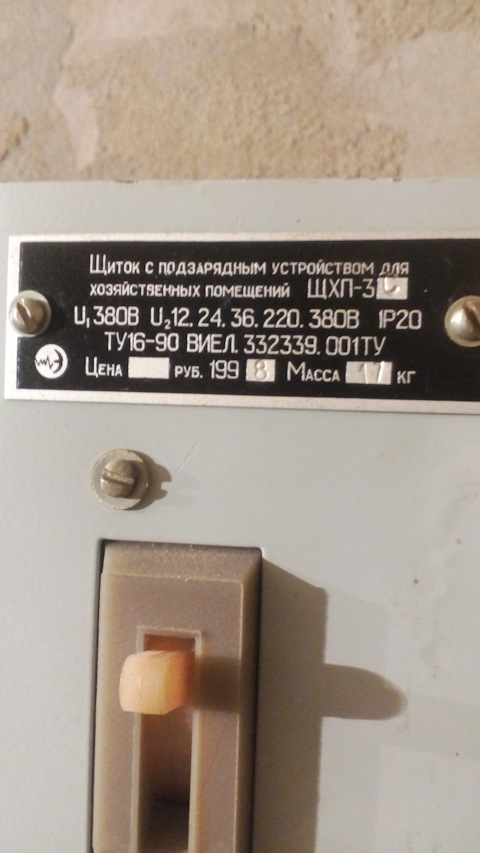 Щиток с подзарядным устройством для
хозяйственных помещений ЩХП-3
U₁ 380В U₂ 12. 24. 36. 220. 380В IP20
ТУ16-90 ВИЕЛ. 332339. 001ТУ
Цена руб. 199 8 Масса кг